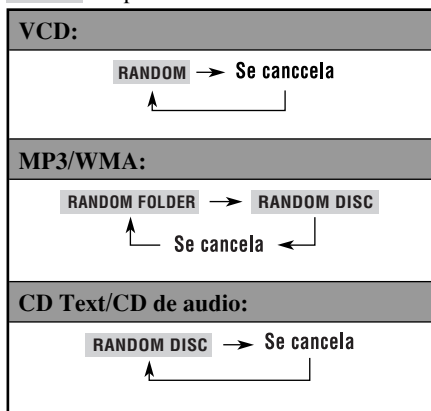 VCD:
RANDOM → Se canccela
MP3/WMA:
RANDOM FOLDER → RANDOM DISC
Se cancela
CD Text/CD de audio:
RANDOM DISC → Se cancela